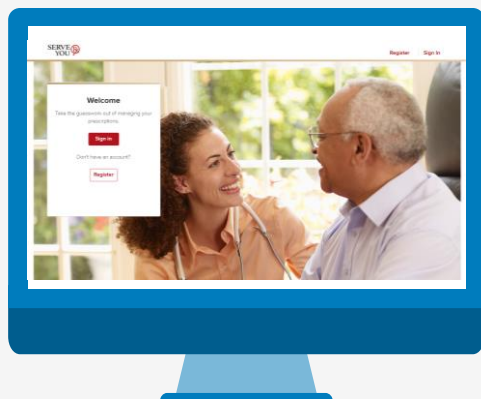 SERVE
YOU
Register Sign In
Welcome
Take the guesswork out of managing your
prescriptions.
Sign In
Don't have an account?
Register